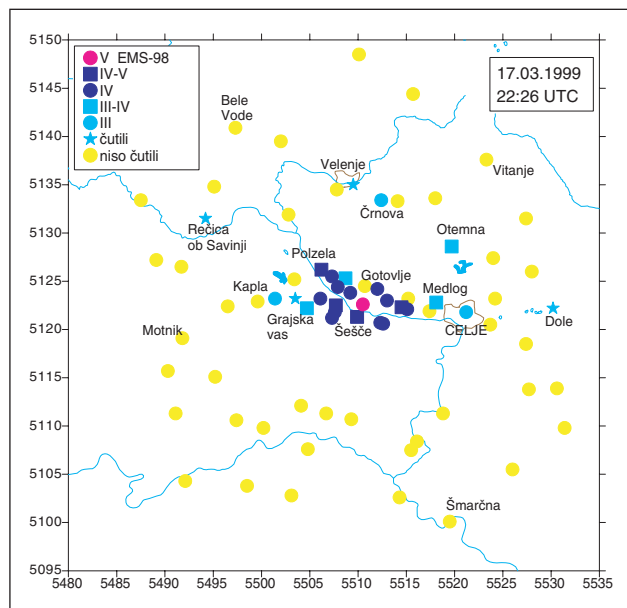 5150
5145
5140
5135
5130
5125
5120
5115
5110
5105
5100
5095
V EMS-98
IV-V
IV
III-IV
III
čutili
niso čutili
17.03.1999
22:26 UTC
Bele
Vode
Velenje
Vitanje
Črnova
Rečica
ob Savinji
Otemna
Polzela
Gotovlje
Kapla
Medlog
Grajska
vas
Šešče
CELJE
Dole
Motnik
Šmarčna
5480 5485 5490 5495 5500 5505 5510 5515 5520 5525 5530 5535